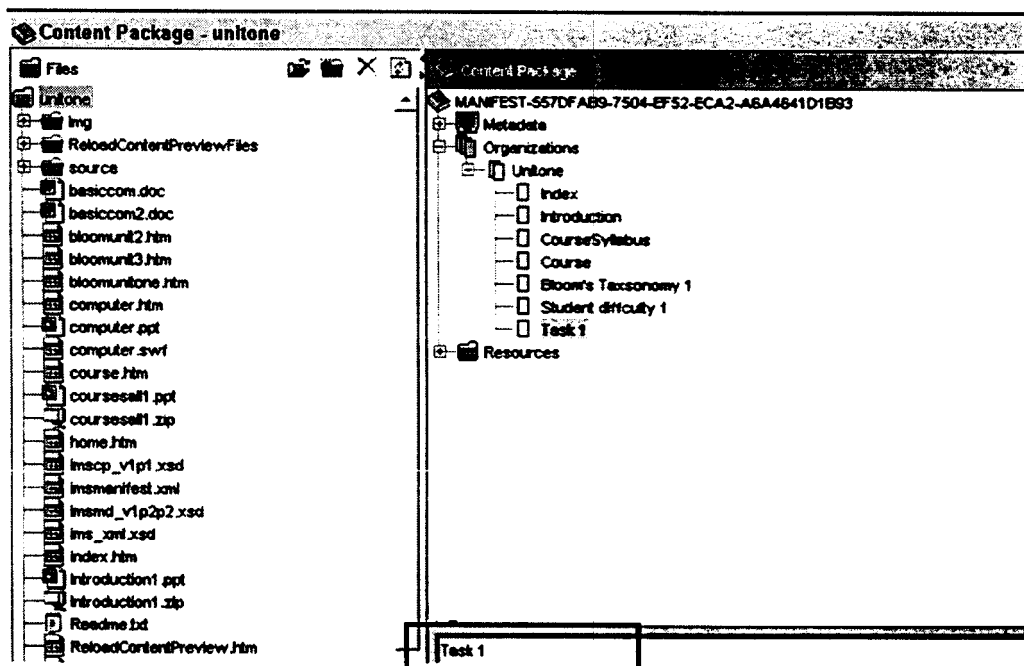 Content Package - unitone
Files
unitone
img
ReloadContentPreviewFiles
source
basiccom.doc
basiccom2.doc
bloomunit2.htm
bloomunit3.htm
bloomunitone.htm
computer.htm
computer.ppt
computer.swf
course.htm
coursesall1.ppt
coursesall1.zip
home.htm
imscp_v1p1.xsd
imsmanifest.xml
imsmd_v1p2p2.xsd
ims_xml.xsd
index.htm
Introduction1.ppt
Introduction1.zip
Readme.txt
ReloadContentPreview.htm
Content Package
MANIFEST-557DFAB9-7504-EF52-ECA2-A6A4641D1B93
Metadata
Organizations
Unitone
Index
Introduction
CourseSyllabus
Course
Bloom's Taxsonomy 1
Student difficulty 1
Task 1
Resources
Task 1